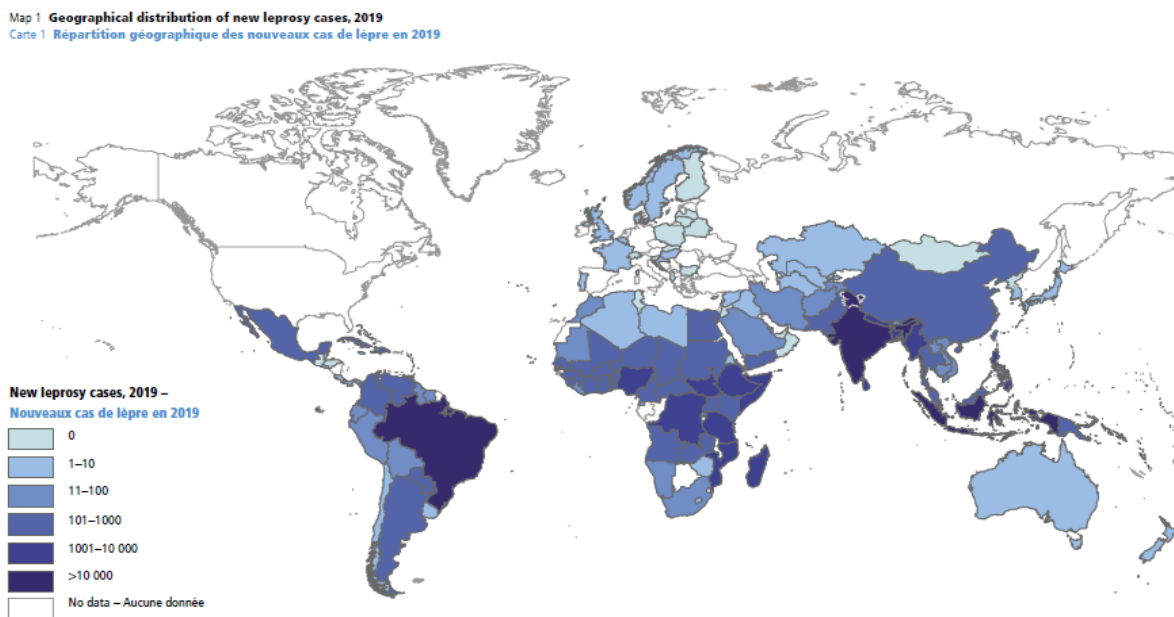 Map 1 Geographical distribution of new leprosy cases, 2019
Carte 1 Répartition géographique des nouveaux cas de lèpre en 2019
New leprosy cases, 2019 –
Nouveaux cas de lèpre en 2019
0
1–10
11–100
101–1000
1001–10 000
>10 000
No data – Aucune donnée